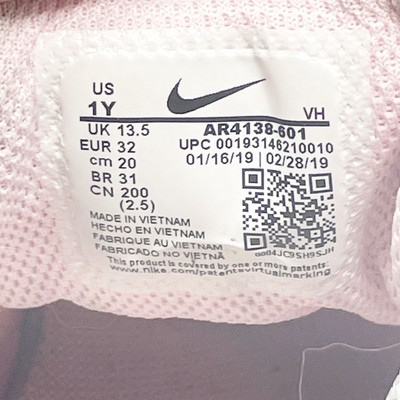 US
1Y
VH
UK 13.5
AR4138-601
EUR 32
UPC 00193146210010
cm 20
01/16/19 | 02/28/19
BR 31
CN 200
(2.5)
MADE IN VIETNAM
HECHO EN VIETNAM
FABRIQUE AU VIETNAM
FABRICADO NO VIETNÃ
This product is covered by one or more patents:
www.nike.com/patentsvirtualmarking